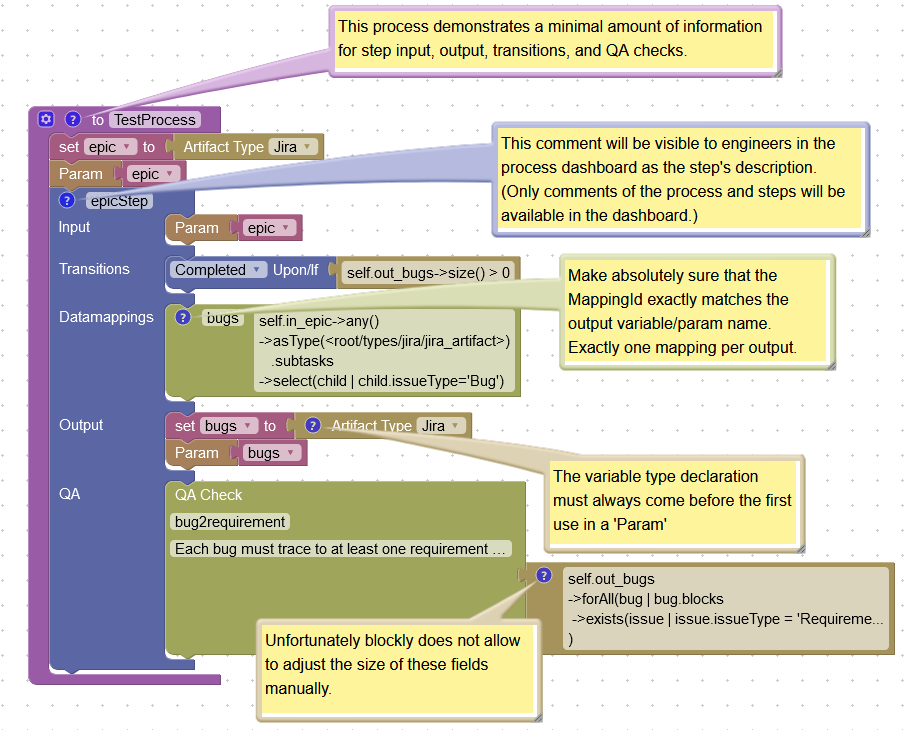 This process demonstrates a minimal amount of information
for step input, output, transitions, and QA checks.
? to TestProcess
set epic to Artifact Type Jira
Param epic
This comment will be visible to engineers in the
process dashboard as the step's description.
(Only comments of the process and steps will be
available in the dashboard.)
? epicStep
Input Param epic
Transitions Completed Upon/If self.out_bugs->size() > 0
Make absolutely sure that the
MappingId exactly matches the
output variable/param name.
Exactly one mapping per output.
Datamappings ? bugs self.in_epic->any()
->asType(<root/types/jira/jira_artifact>)
.subtasks
->select(child | child.issueType='Bug')
Output set bugs to ? Artifact Type Jira
Param bugs
The variable type declaration
must always come before the first
use in a 'Param'
QA QA Check
bug2requirement
Each bug must trace to at least one requirement ...
? self.out_bugs
->forAll(bug | bug.blocks
->exists(issue | issue.issueType = 'Requireme...
)
Unfortunately blockly does not allow
to adjust the size of these fields
manually.